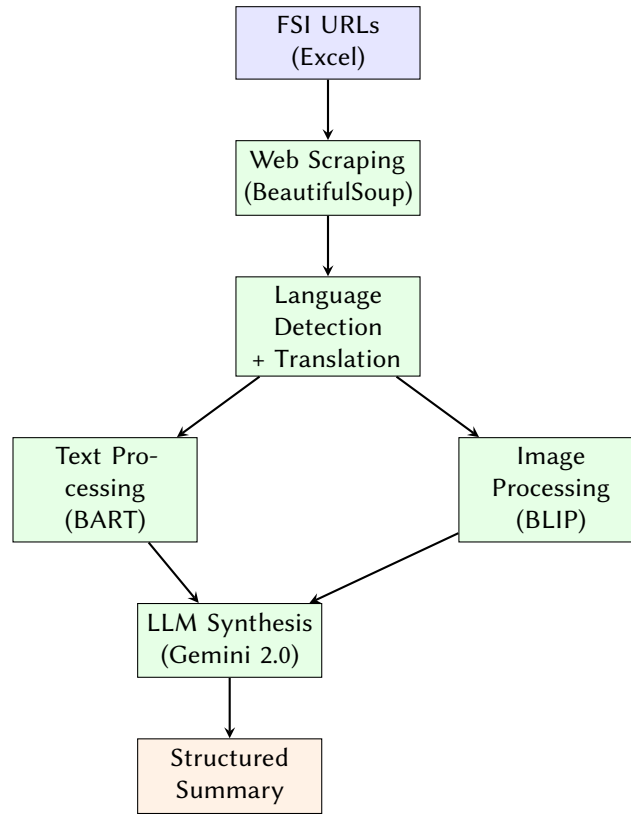 FSI URLs
(Excel)
Web Scraping
(BeautifulSoup)
Language
Detection
+ Translation
Text Pro-
cessing
(BART)
Image
Processing
(BLIP)
LLM Synthesis
(Gemini 2.0)
Structured
Summary